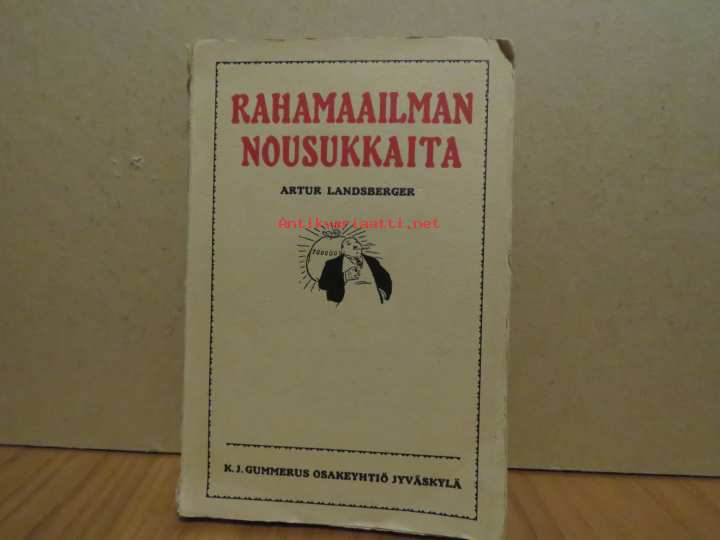 RAHAMAAILMAN
NOUSUKKAITA
ARTUR LANDSBERGER
Antikvariaatti.net
K. J. GUMMERUS OSAKEYHTIÖ JYVÄSKYLÄ